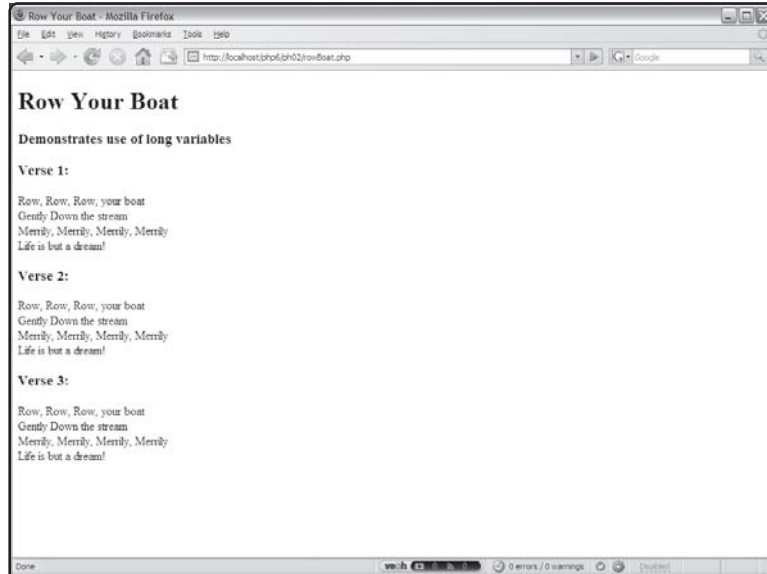 Row Your Boat - Mozilla Firefox
File Edit View History Bookmarks Tools Help
http://localhost/php6/ph02/rowBoat.php
G Google
Row Your Boat
Demonstrates use of long variables
Verse 1:
Row, Row, Row, your boat
Gently Down the stream
Merrily, Merrily, Merrily, Merrily
Life is but a dream!
Verse 2:
Row, Row, Row, your boat
Gently Down the stream
Merrily, Merrily, Merrily, Merrily
Life is but a dream!
Verse 3:
Row, Row, Row, your boat
Gently Down the stream
Merrily, Merrily, Merrily, Merrily
Life is but a dream!
Done 0 errors / 0 warnings Disabled